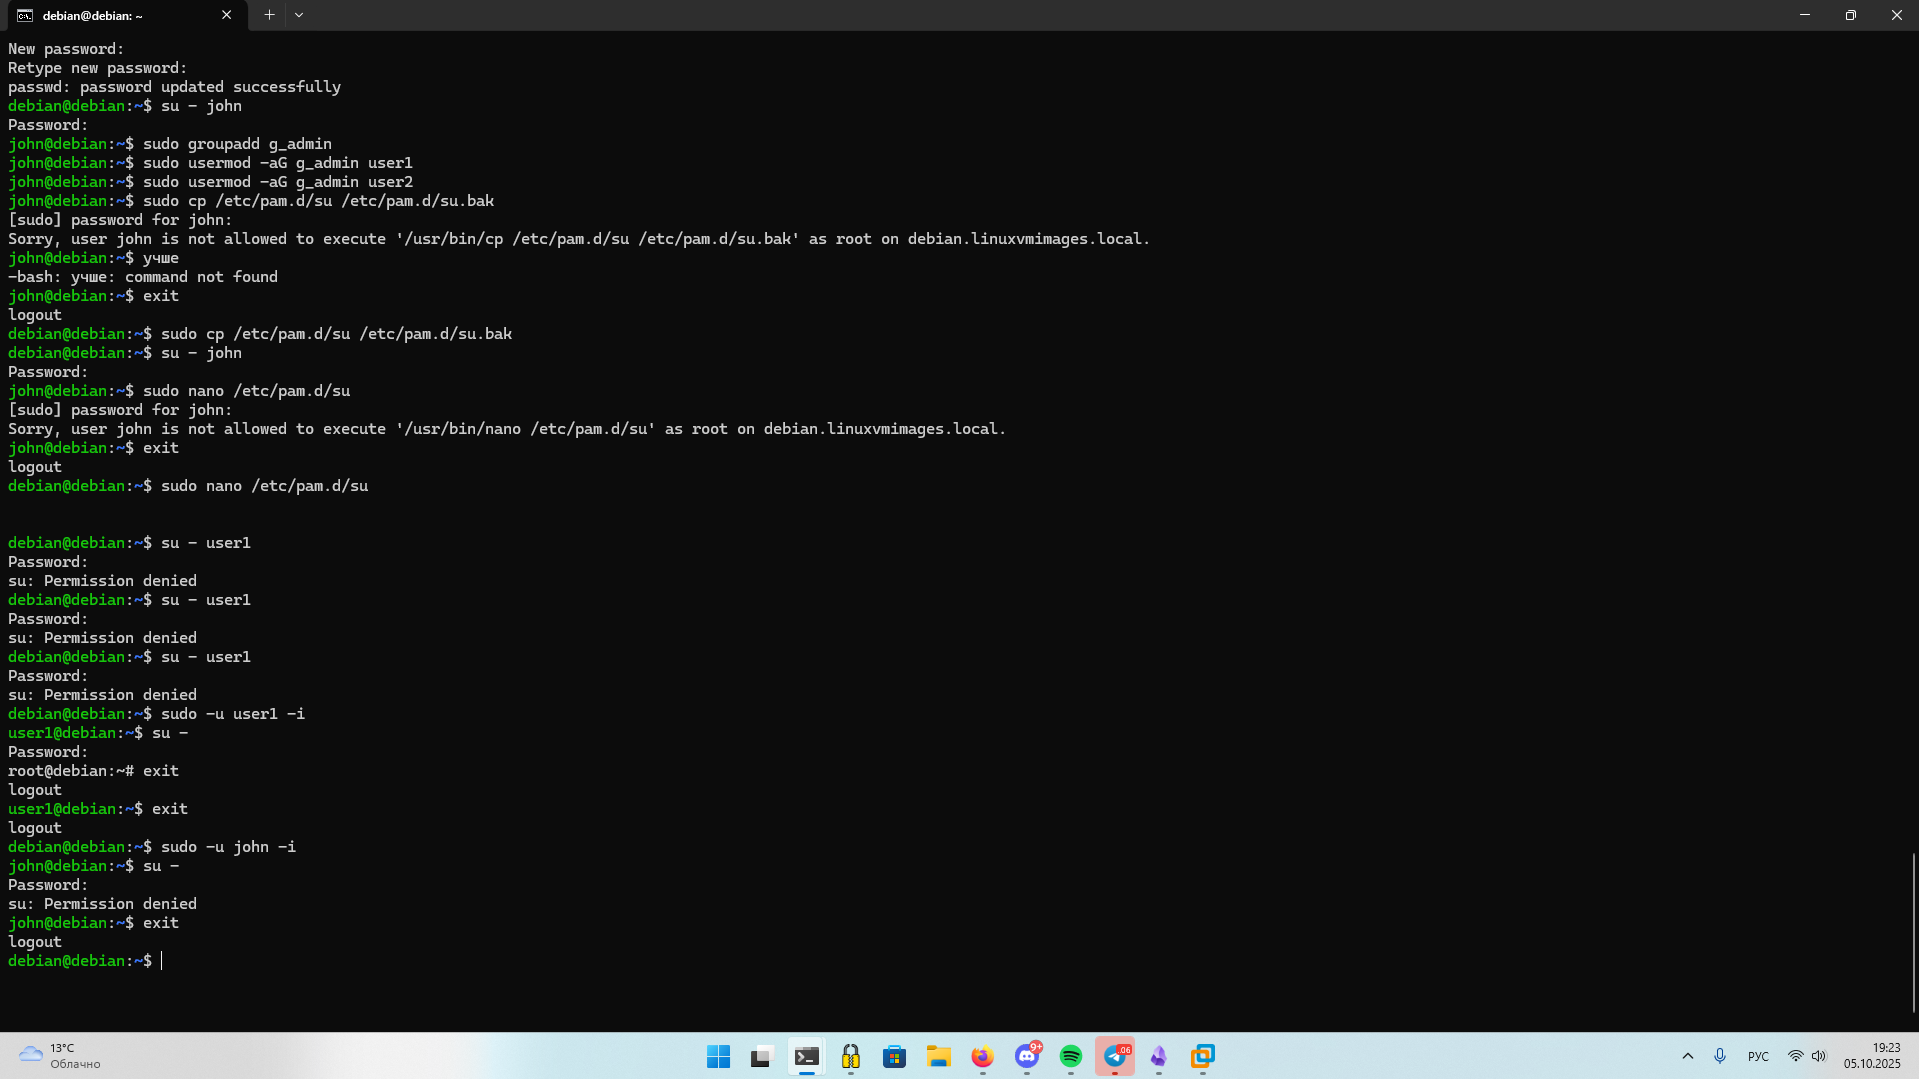 debian@debian: ~
New password:
Retype new password:
passwd: password updated successfully
debian@debian:~$ su - john
Password:
john@debian:~$ sudo groupadd g_admin
john@debian:~$ sudo usermod -aG g_admin user1
john@debian:~$ sudo usermod -aG g_admin user2
john@debian:~$ sudo cp /etc/pam.d/su /etc/pam.d/su.bak
[sudo] password for john:
Sorry, user john is not allowed to execute '/usr/bin/cp /etc/pam.d/su /etc/pam.d/su.bak' as root on debian.linuxvmimages.local.
john@debian:~$ учше
-bash: учше: command not found
john@debian:~$ exit
logout
debian@debian:~$ sudo cp /etc/pam.d/su /etc/pam.d/su.bak
debian@debian:~$ su - john
Password:
john@debian:~$ sudo nano /etc/pam.d/su
[sudo] password for john:
Sorry, user john is not allowed to execute '/usr/bin/nano /etc/pam.d/su' as root on debian.linuxvmimages.local.
john@debian:~$ exit
logout
debian@debian:~$ sudo nano /etc/pam.d/su
debian@debian:~$ su - user1
Password:
su: Permission denied
debian@debian:~$ su - user1
Password:
su: Permission denied
debian@debian:~$ su - user1
Password:
su: Permission denied
debian@debian:~$ sudo -u user1 -i
user1@debian:~$ su -
Password:
root@debian:~# exit
logout
user1@debian:~$ exit
logout
debian@debian:~$ sudo -u john -i
john@debian:~$ su -
Password:
su: Permission denied
john@debian:~$ exit
logout
debian@debian:~$
13°C
Облачно
9+
.06
РУС
19:23
05.10.2025